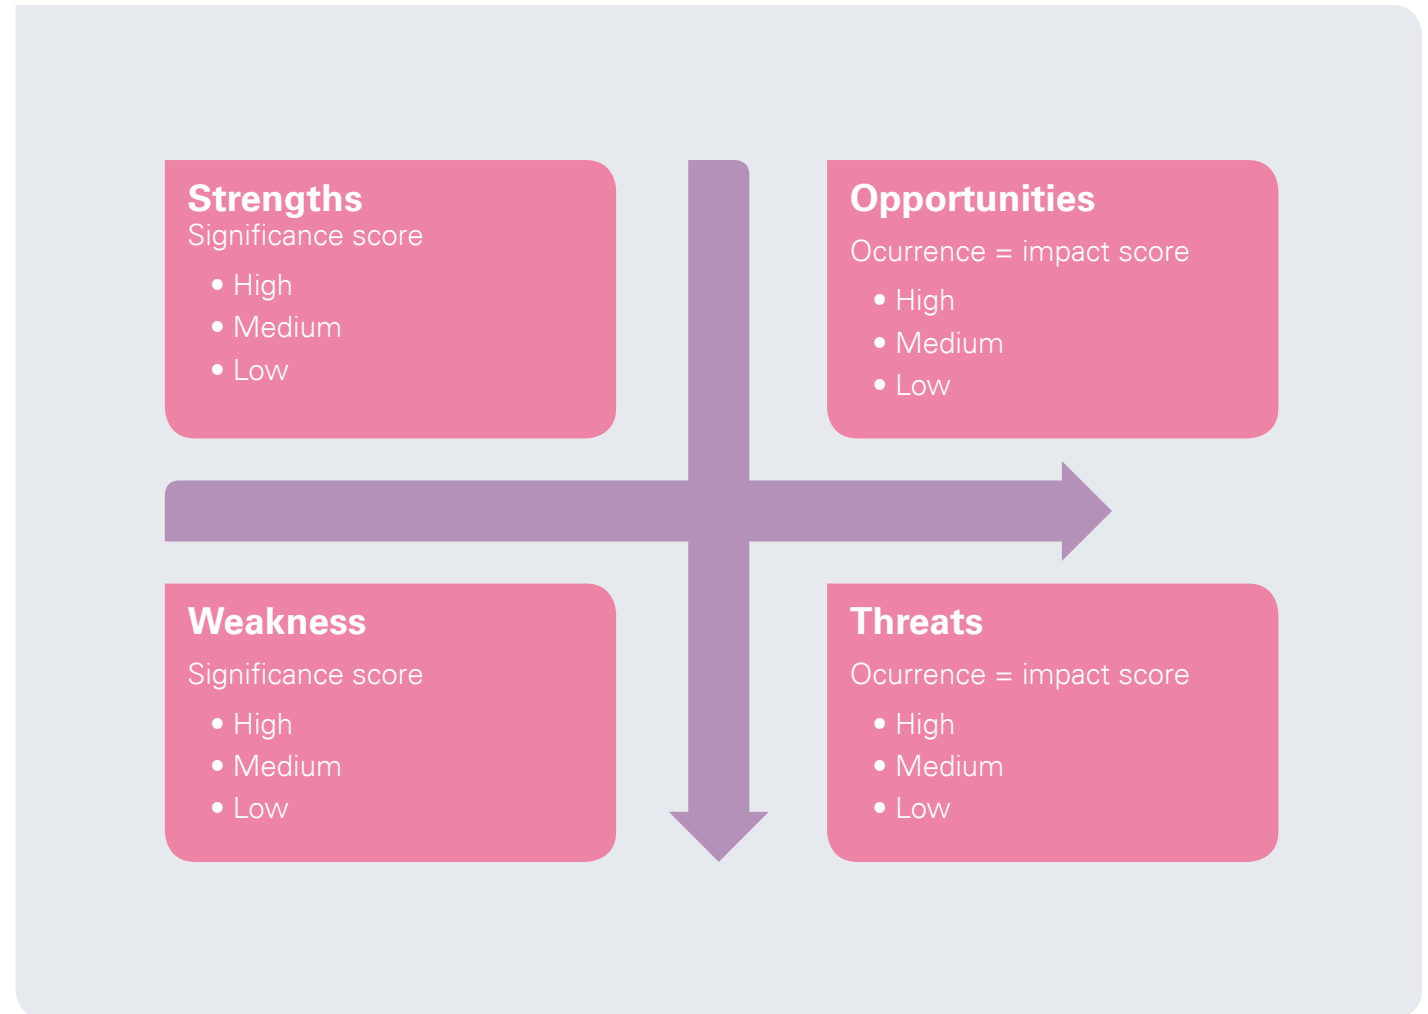 Strengths
Significance score
• High
• Medium
• Low
Opportunities
Ocurrence = impact score
• High
• Medium
• Low
Weakness
Significance score
• High
• Medium
• Low
Threats
Ocurrence = impact score
• High
• Medium
• Low